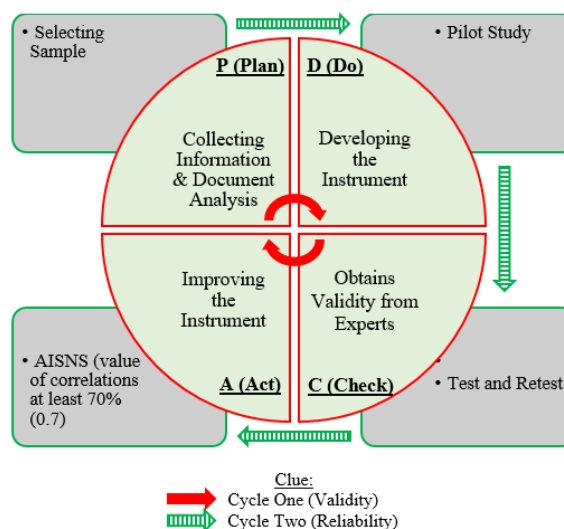 • Selecting
Sample
P (Plan)
Collecting
Information
& Document
Analysis
D (Do)
Developing
the
Instrument
• Pilot Study
Improving
the
Instrument
A (Act)
Obtains
Validity from
Experts
C (Check)
• AISNS (value
of correlations
at least 70%
(0.7)
• Test and Retest
Clue:
Cycle One (Validity)
Cycle Two (Reliability)